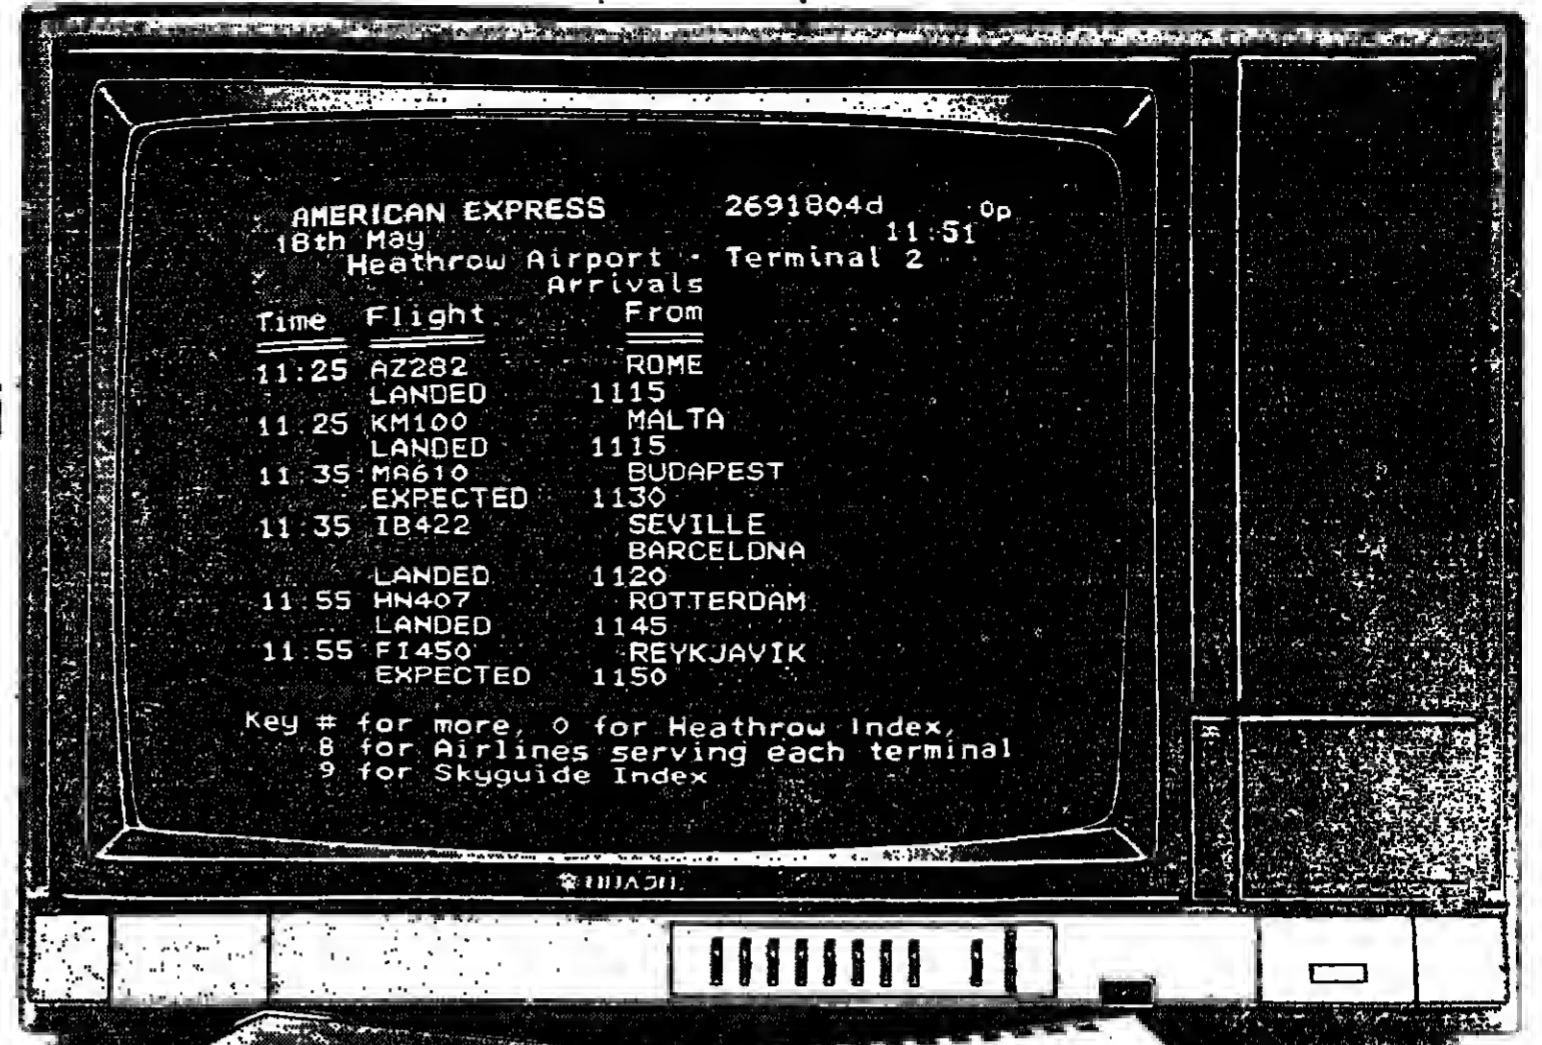 AMERICAN EXPRESS 2691804d 0p
18th May 11:51
Heathrow Airport - Terminal 2
Arrivals
Time Flight From
11:25 AZ282 ROME
LANDED 1115
11:25 KM100 MALTA
LANDED 1115
11:35 MA610 BUDAPEST
EXPECTED 1130
11:35 IB422 SEVILLE
BARCELONA
LANDED 1120
11:55 HN407 ROTTERDAM
LANDED 1145
11:55 FI450 REYKJAVIK
EXPECTED 1150
Key # for more, 0 for Heathrow Index,
8 for Airlines serving each terminal
9 for Skyguide Index